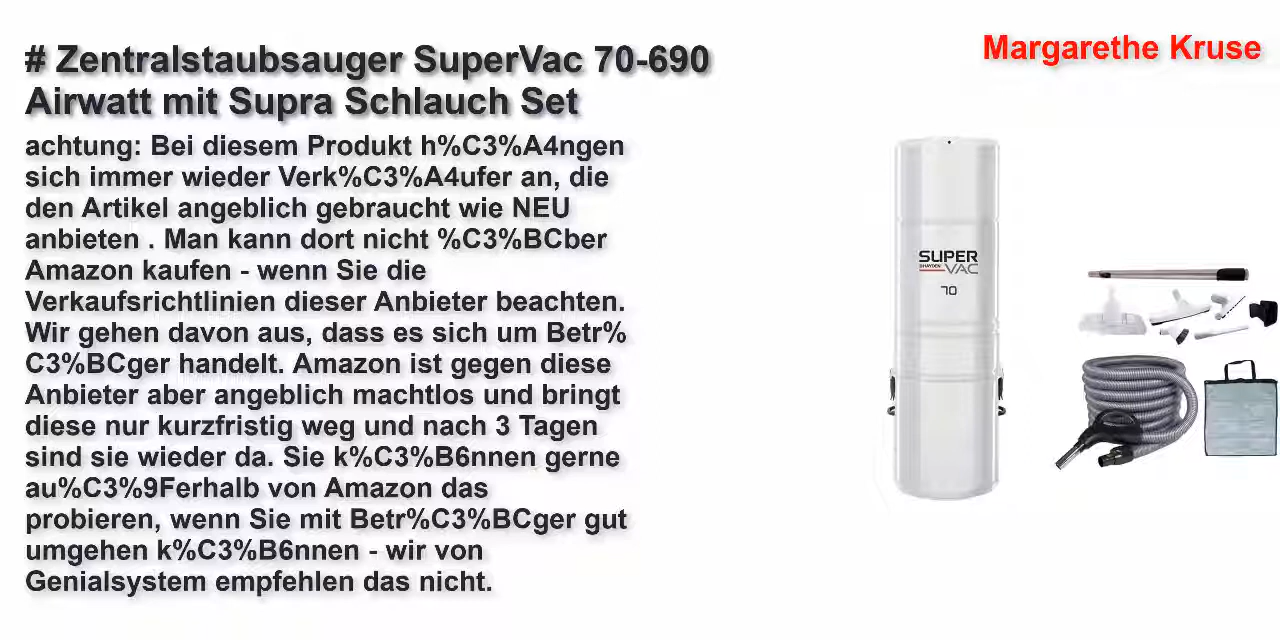 # Zentralstaubsauger SuperVac 70-690
Airwatt mit Supra Schlauch Set
Margarethe Kruse
achtung: Bei diesem Produkt h%C3%A4ngen
sich immer wieder Verk%C3%A4ufer an, die
den Artikel angeblich gebraucht wie NEU
anbieten . Man kann dort nicht %C3%BCber
Amazon kaufen - wenn Sie die
Verkaufsrichtlinien dieser Anbieter beachten.
Wir gehen davon aus, dass es sich um Betr%
C3%BCger handelt. Amazon ist gegen diese
Anbieter aber angeblich machtlos und bringt
diese nur kurzfristig weg und nach 3 Tagen
sind sie wieder da. Sie k%C3%B6nnen gerne
au%C3%9Ferhalb von Amazon das
probieren, wenn Sie mit Betr%C3%BCger gut
umgehen k%C3%B6nnen - wir von
Genialsystem empfehlen das nicht.
SUPER
VAC
70